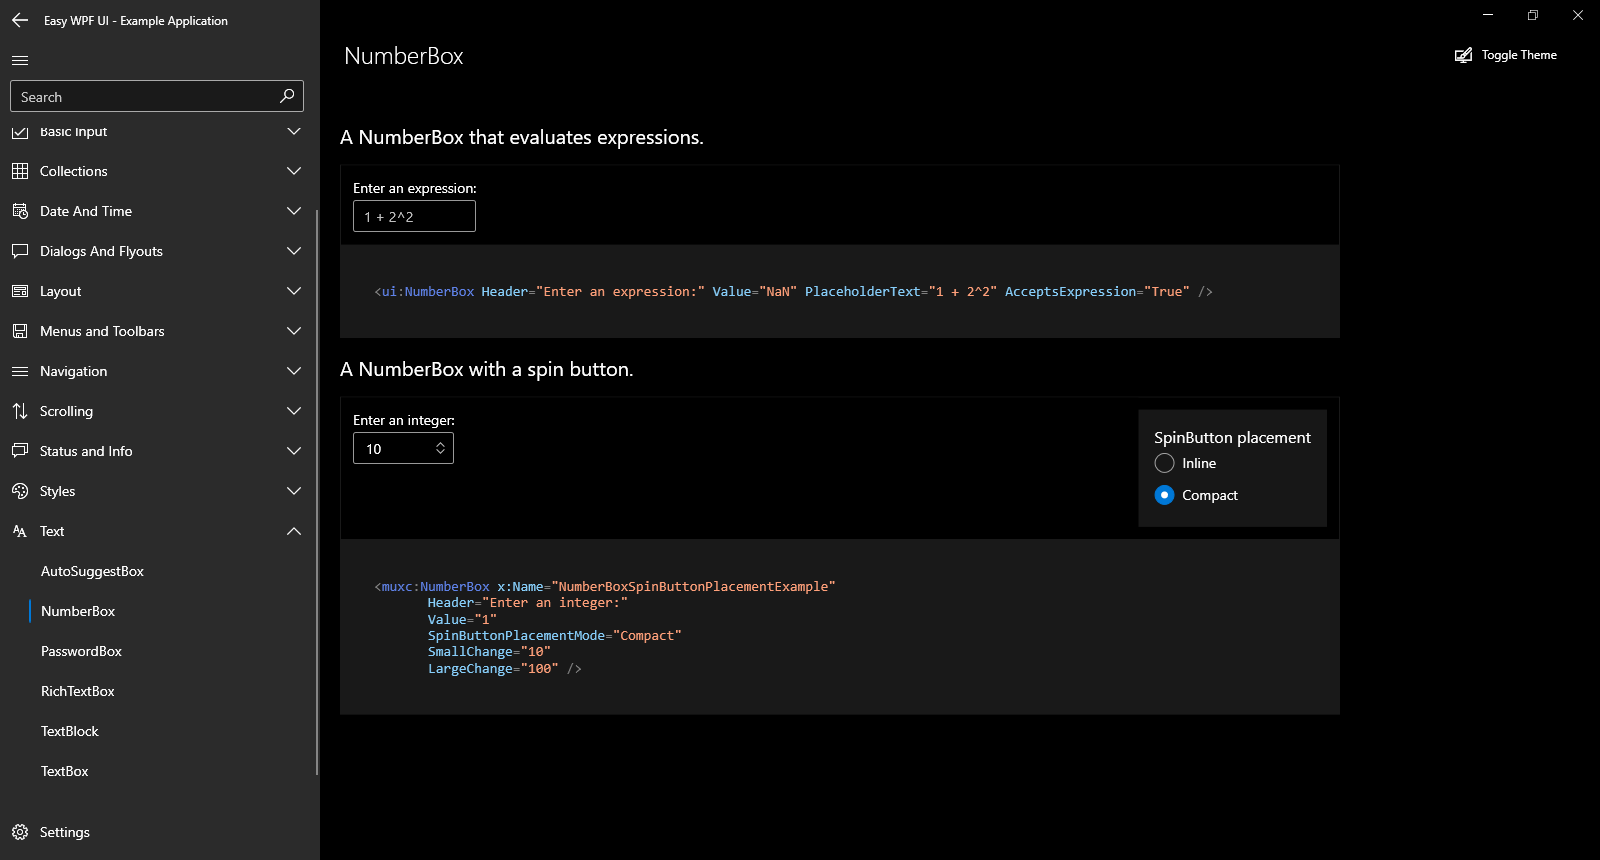 Easy WPF UI - Example Application
Search
Basic Input
Collections
Date And Time
Dialogs And Flyouts
Layout
Menus and Toolbars
Navigation
Scrolling
Status and Info
Styles
Text
AutoSuggestBox
NumberBox
PasswordBox
RichTextBox
TextBlock
TextBox
Settings
NumberBox
Toggle Theme
A NumberBox that evaluates expressions.
Enter an expression:
1 + 2^2
<ui:NumberBox Header="Enter an expression:" Value="NaN" PlaceholderText="1 + 2^2" AcceptsExpression="True" />
A NumberBox with a spin button.
Enter an integer:
10
SpinButton placement
Inline
Compact
<muxc:NumberBox x:Name="NumberBoxSpinButtonPlacementExample"
Header="Enter an integer:"
Value="1"
SpinButtonPlacementMode="Compact"
SmallChange="10"
LargeChange="100" />